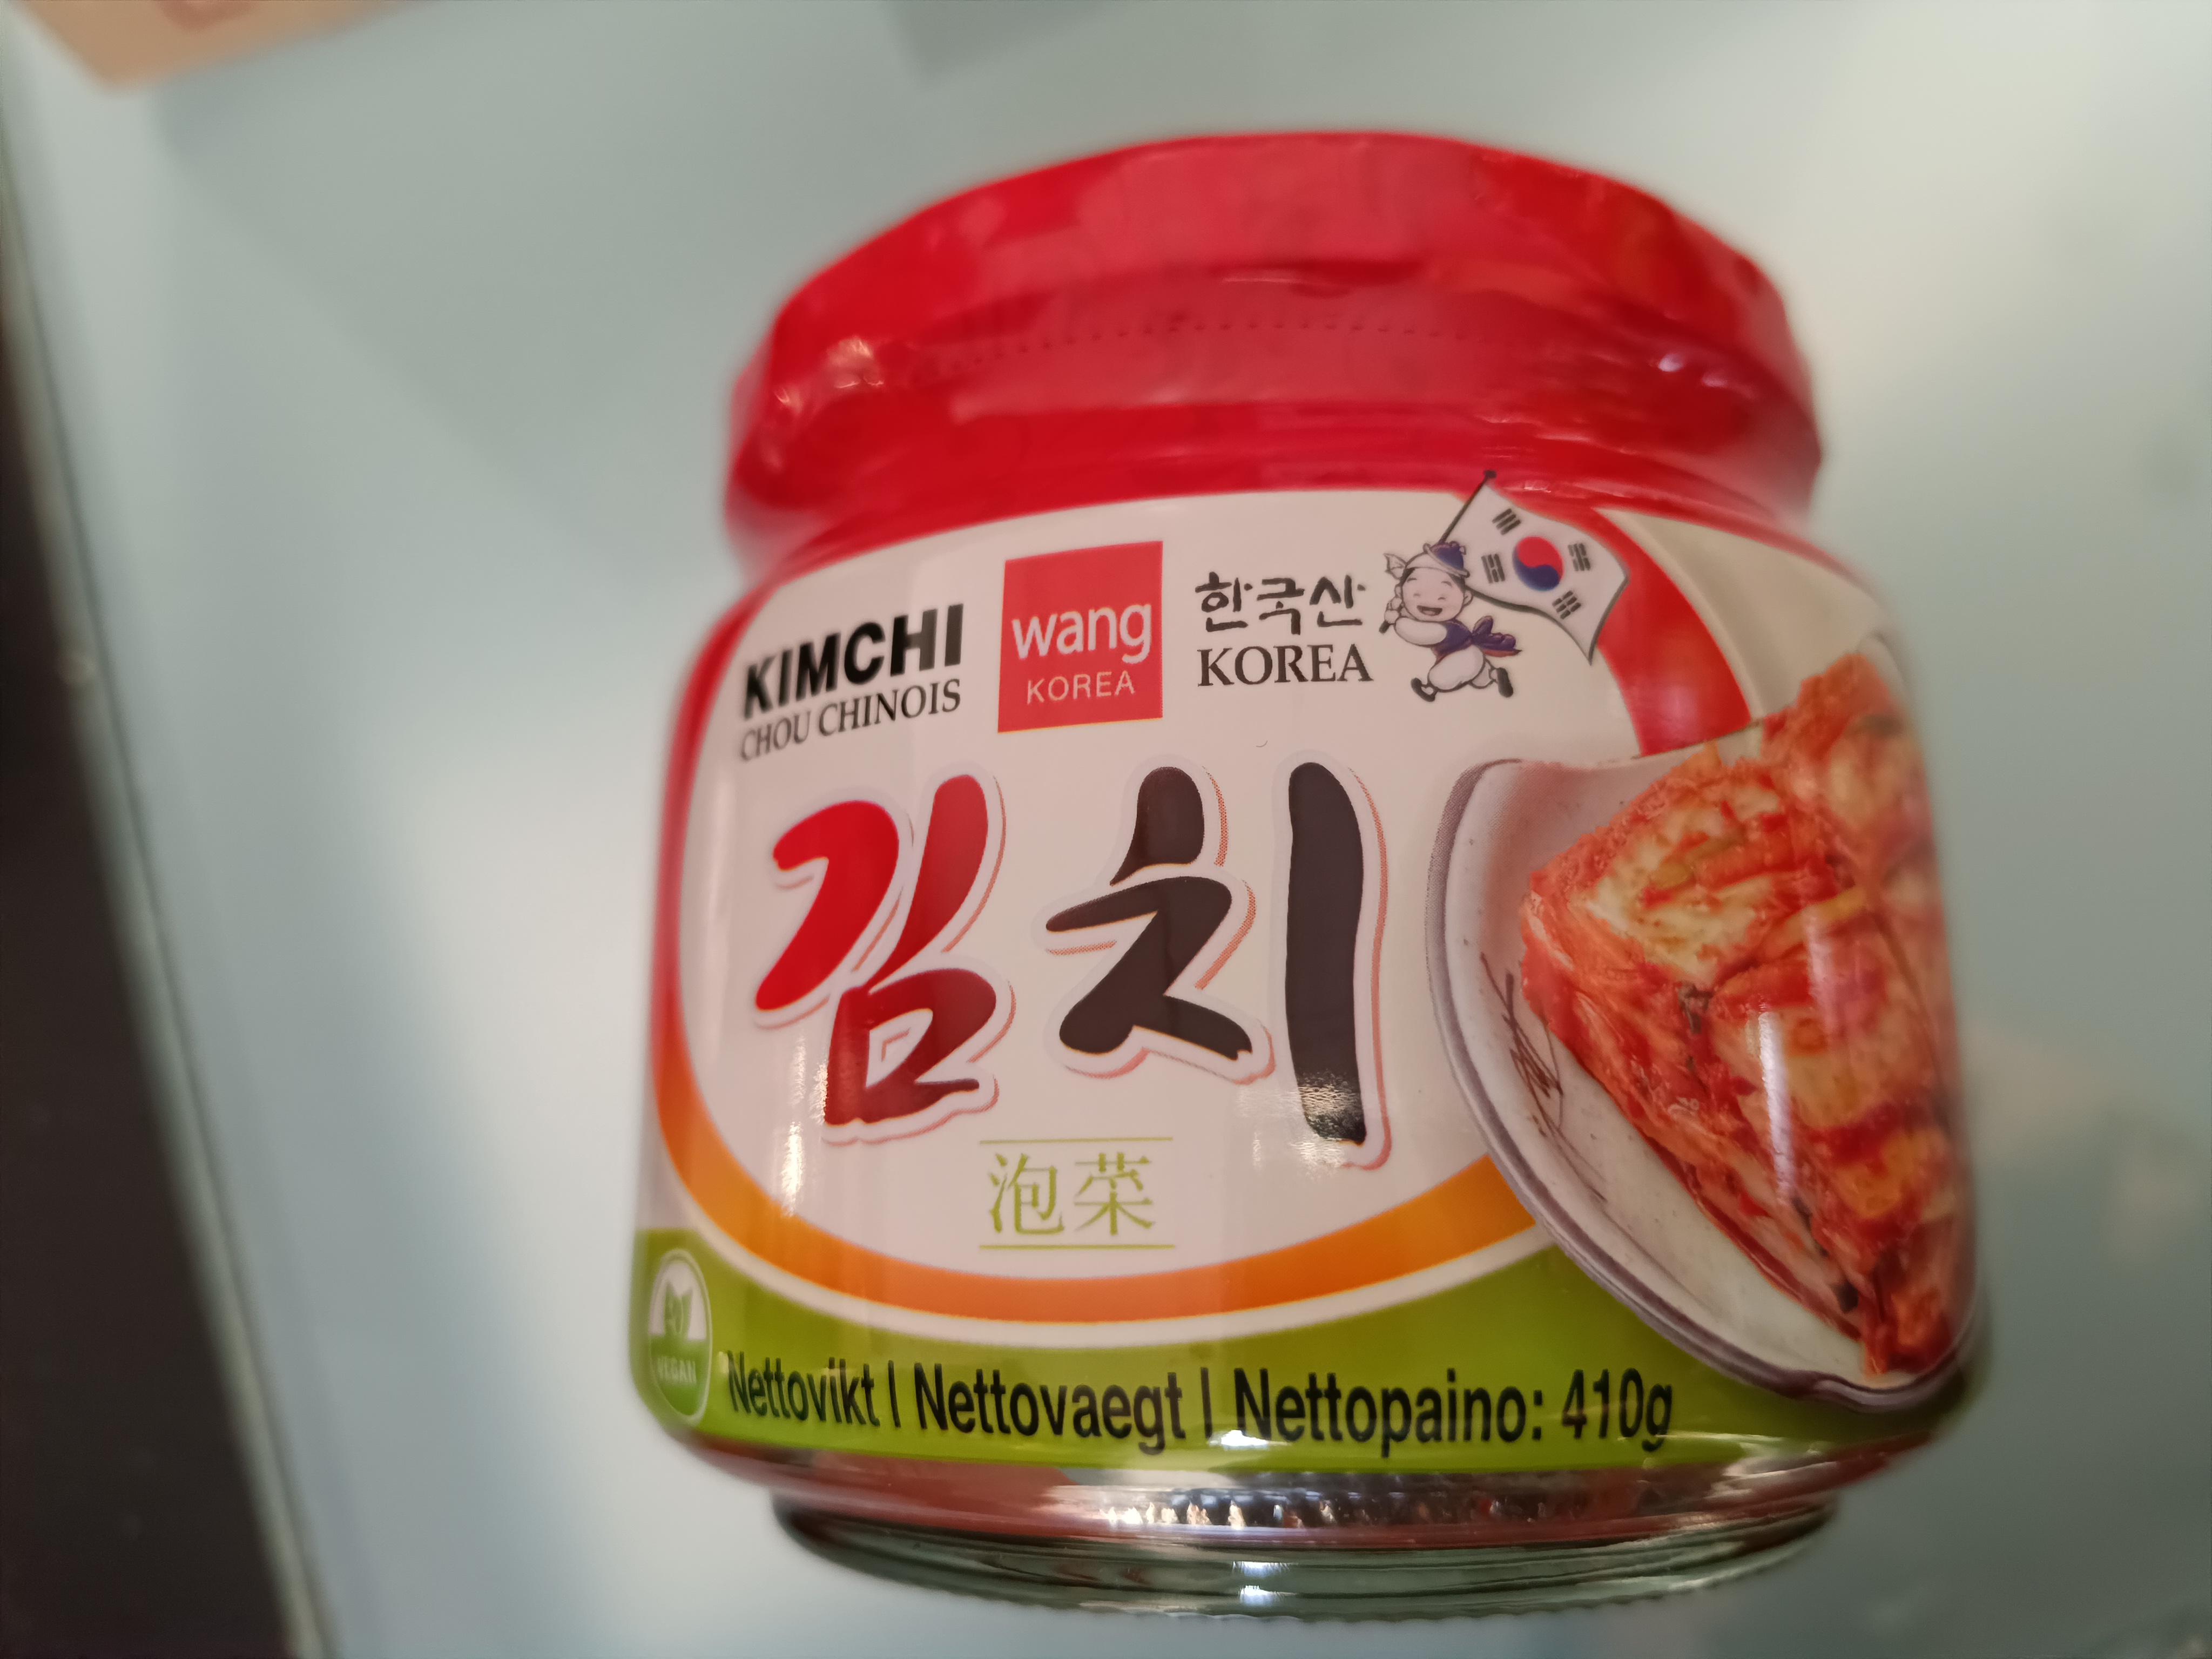 KIMCHI
CHOU CHINOIS
wang
KOREA
한국산
KOREA
김치
泡菜
VEGAN
Nettovikt | Nettovaegt | Nettopaino: 410g